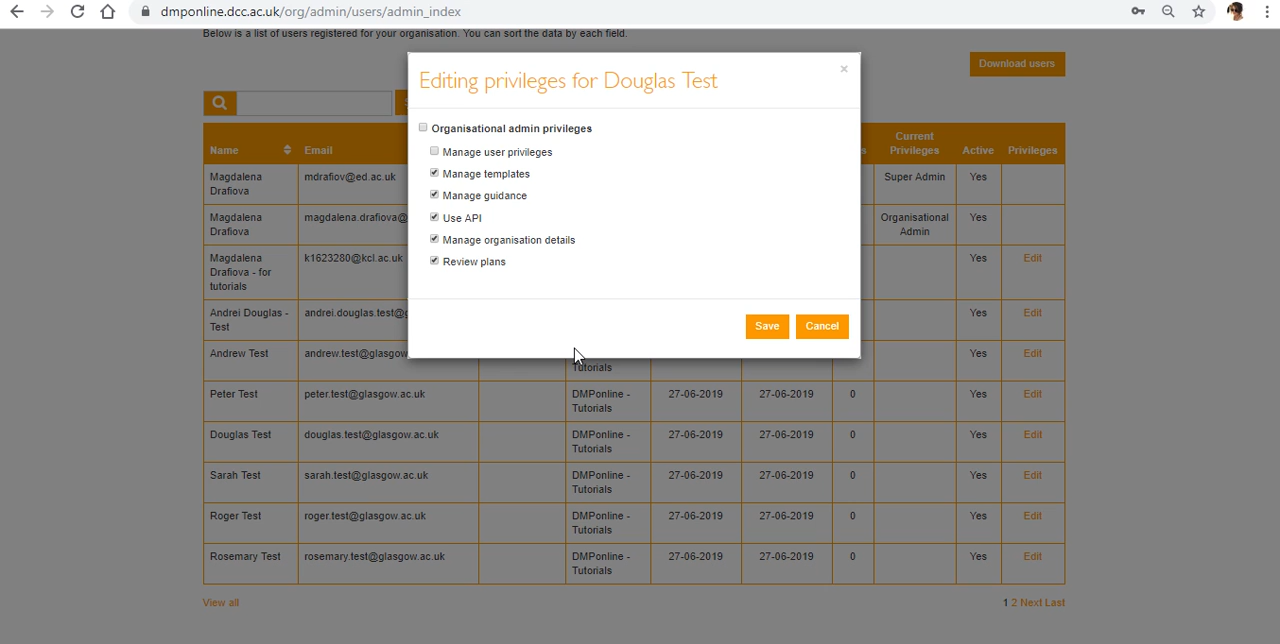 dmponline.dcc.ac.uk/org/admin/users/admin_index
Below is a list of users registered for your organisation. You can sort the data by each field.
Download users
Editing privileges for Douglas Test
×
Organisational admin privileges
Manage user privileges
Manage templates
Manage guidance
Use API
Manage organisation details
Review plans
Save Cancel
Name Email Current Privileges Active Privileges
Magdalena Drafiova mdrafiov@ed.ac.uk Super Admin Yes
Magdalena Drafiova magdalena.drafiova@ Organisational Admin Yes
Magdalena Drafiova - for tutorials k1623280@kcl.ac.uk Yes Edit
Andrei Douglas - Test andrei.douglas.test@g Yes Edit
Andrew Test andrew.test@glasgow Tutorials Yes Edit
Peter Test peter.test@glasgow.ac.uk DMPonline - Tutorials 27-06-2019 27-06-2019 0 Yes Edit
Douglas Test douglas.test@glasgow.ac.uk DMPonline - Tutorials 27-06-2019 27-06-2019 0 Yes Edit
Sarah Test sarah.test@glasgow.ac.uk DMPonline - Tutorials 27-06-2019 27-06-2019 0 Yes Edit
Roger Test roger.test@glasgow.ac.uk DMPonline - Tutorials 27-06-2019 27-06-2019 0 Yes Edit
Rosemary Test rosemary.test@glasgow.ac.uk DMPonline - Tutorials 27-06-2019 27-06-2019 0 Yes Edit
View all 1 2 Next Last